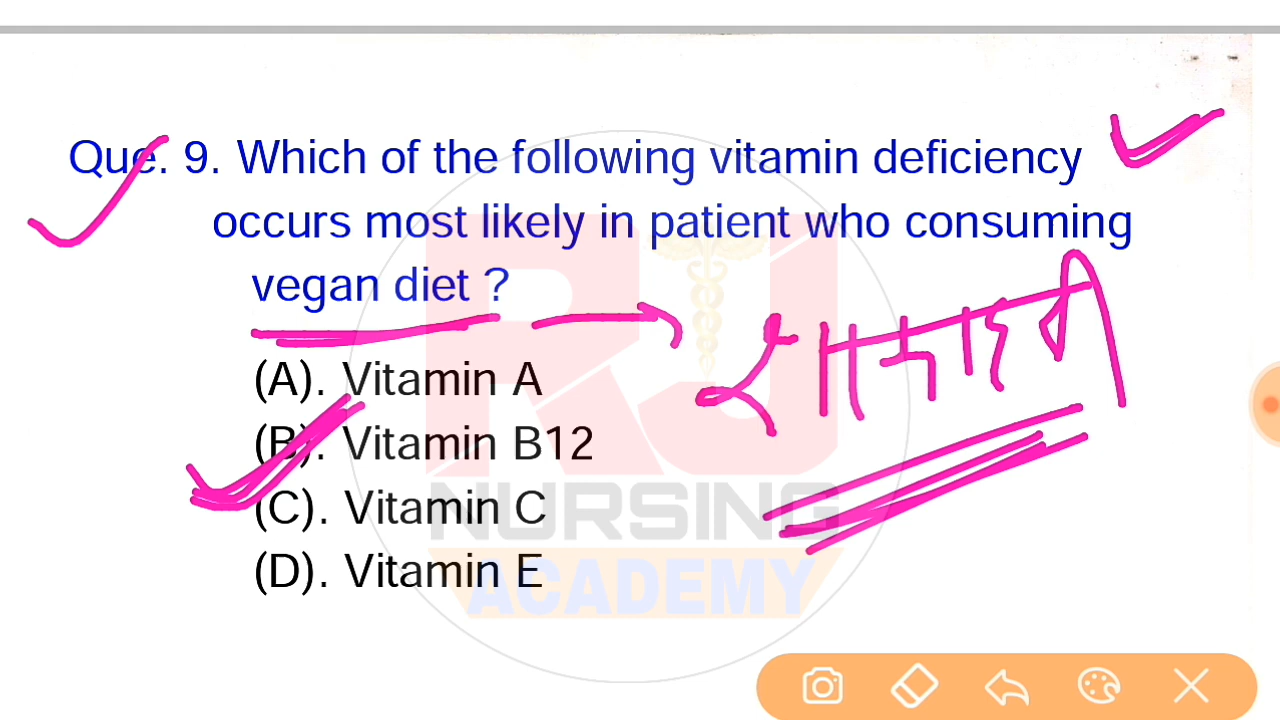 Que. 9. Which of the following vitamin deficiency
occurs most likely in patient who consuming
vegan diet ?
(A). Vitamin A
(B). Vitamin B12
(C). Vitamin C
(D). Vitamin E
RJ
NURSING
ACADEMY